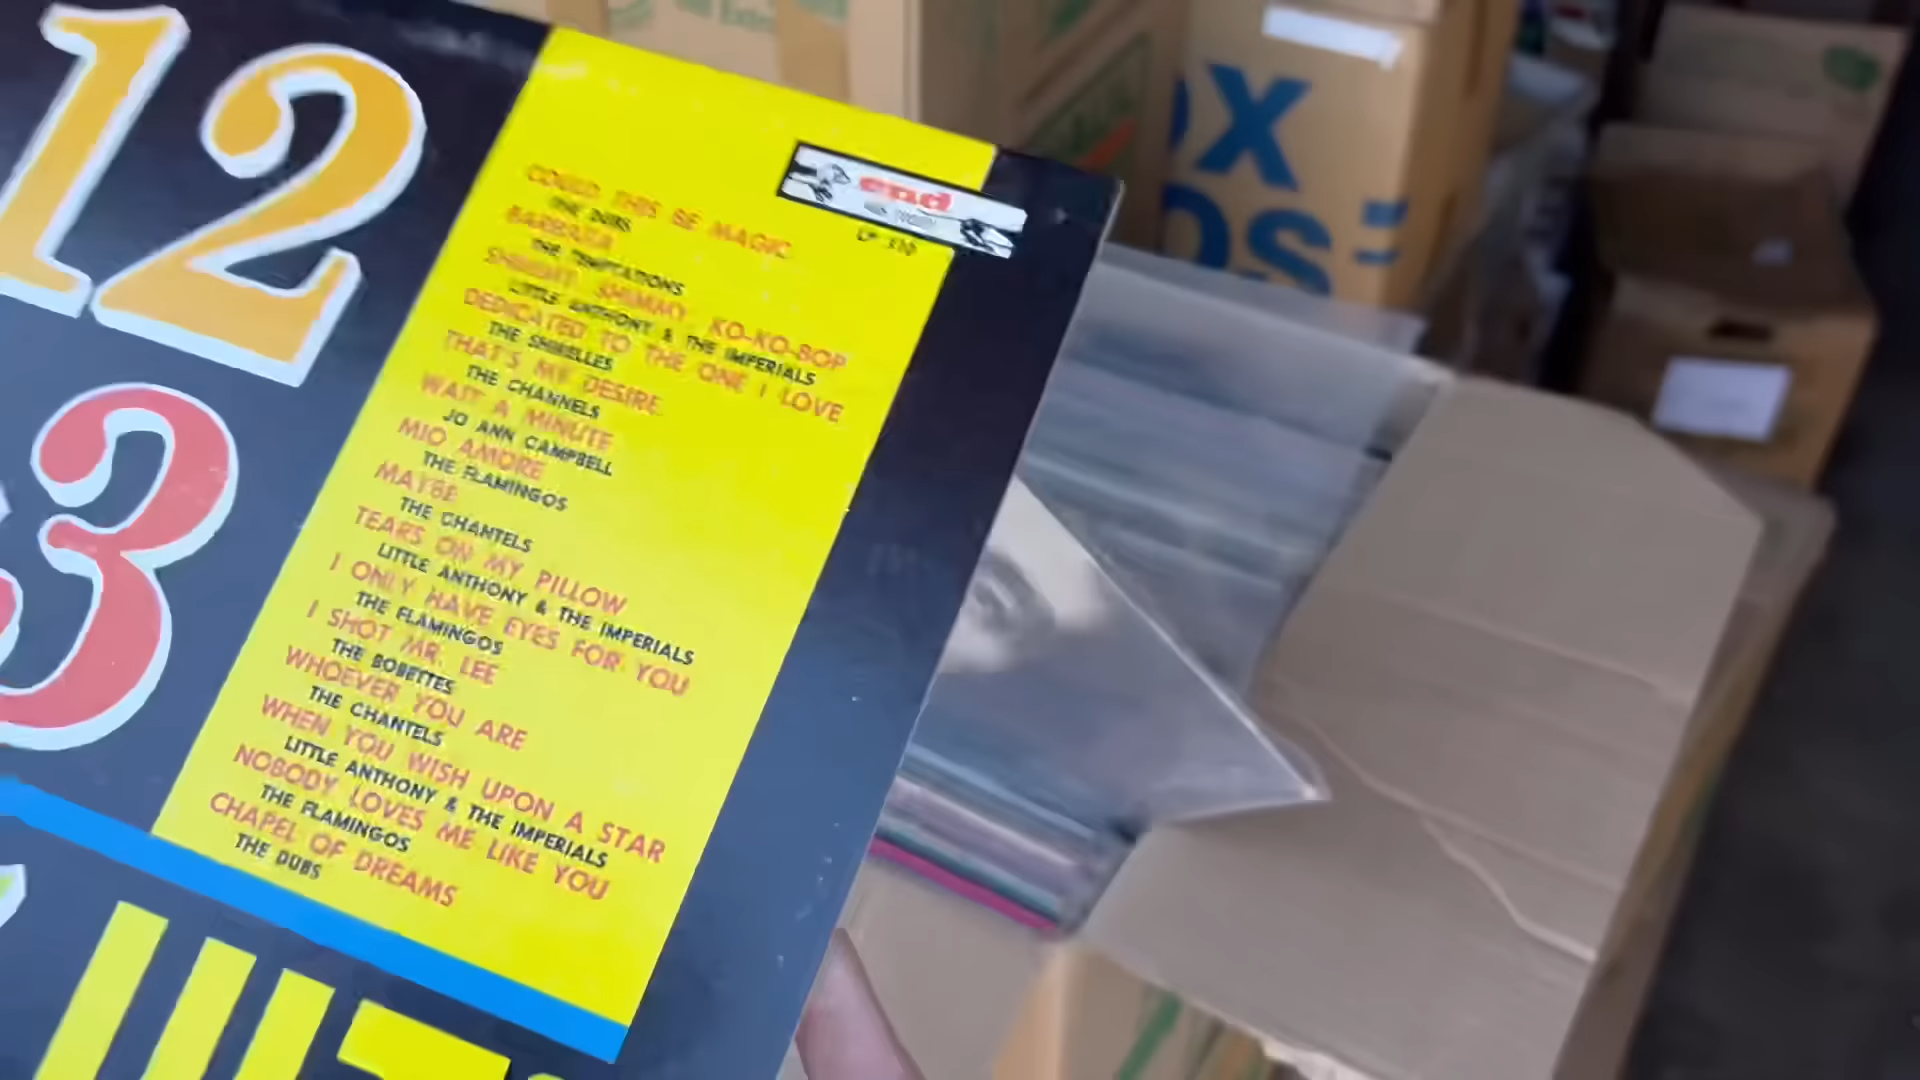 12
3
end
LP 310
COULD THIS BE MAGIC
THE DUBS
BARBARA
THE TEMPTATIONS
SHIMMY, SHIMMY, KO-KO-BOP
LITTLE ANTHONY & THE IMPERIALS
DEDICATED TO THE ONE I LOVE
THE SHIRELLES
THAT'S MY DESIRE
THE CHANNELS
WAIT A MINUTE
JO ANN CAMPBELL
MIO AMORE
THE FLAMINGOS
MAYBE
THE CHANTELS
TEARS ON MY PILLOW
LITTLE ANTHONY & THE IMPERIALS
I ONLY HAVE EYES FOR YOU
THE FLAMINGOS
I SHOT MR. LEE
THE BOBETTES
WHOEVER YOU ARE
THE CHANTELS
WHEN YOU WISH UPON A STAR
LITTLE ANTHONY & THE IMPERIALS
NOBODY LOVES ME LIKE YOU
THE FLAMINGOS
CHAPEL OF DREAMS
THE DUBS